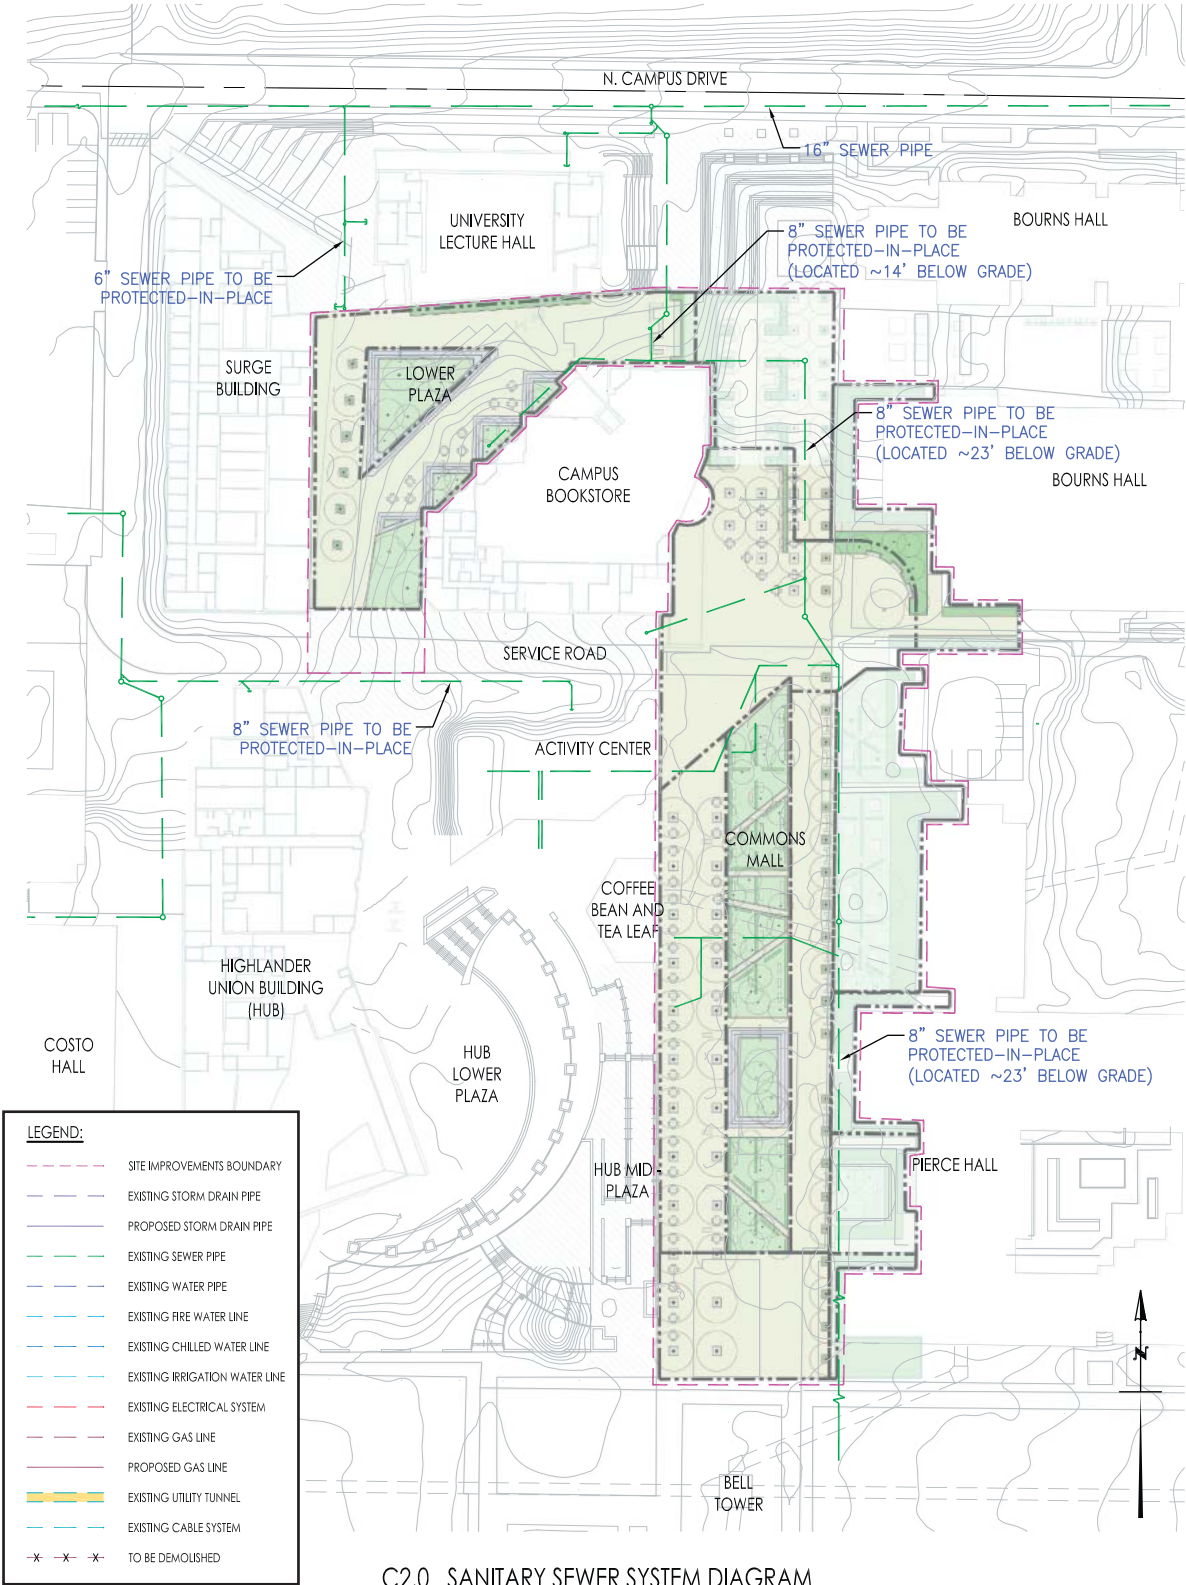 N. CAMPUS DRIVE
16" SEWER PIPE
UNIVERSITY
LECTURE HALL
BOURNS HALL
8" SEWER PIPE TO BE
PROTECTED-IN-PLACE
(LOCATED ~14' BELOW GRADE)
6" SEWER PIPE TO BE
PROTECTED-IN-PLACE
SURGE
BUILDING
LOWER
PLAZA
8" SEWER PIPE TO BE
PROTECTED-IN-PLACE
(LOCATED ~23' BELOW GRADE)
CAMPUS
BOOKSTORE
BOURNS HALL
SERVICE ROAD
8" SEWER PIPE TO BE
PROTECTED-IN-PLACE
ACTIVITY CENTER
COMMONS
MALL
COFFEE
BEAN AND
TEA LEAF
HIGHLANDER
UNION BUILDING
(HUB)
COSTO
HALL
HUB
LOWER
PLAZA
8" SEWER PIPE TO BE
PROTECTED-IN-PLACE
(LOCATED ~23' BELOW GRADE)
HUB MID-
PLAZA
PIERCE HALL
LEGEND:
SITE IMPROVEMENTS BOUNDARY
EXISTING STORM DRAIN PIPE
PROPOSED STORM DRAIN PIPE
EXISTING SEWER PIPE
EXISTING WATER PIPE
EXISTING FIRE WATER LINE
EXISTING CHILLED WATER LINE
EXISTING IRRIGATION WATER LINE
EXISTING ELECTRICAL SYSTEM
EXISTING GAS LINE
PROPOSED GAS LINE
EXISTING UTILITY TUNNEL
EXISTING CABLE SYSTEM
X X X TO BE DEMOLISHED
N
BELL
TOWER
C2.0 SANITARY SEWER SYSTEM DIAGRAM